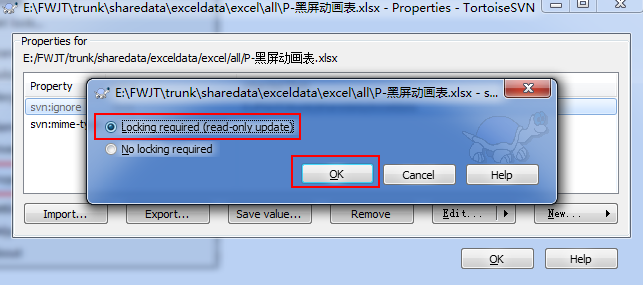 E:\FWJT\trunk\sharedata\exceldata\excel\all\P-黑屏动画表.xlsx - Properties - TortoiseSVN
Properties for
E:/FWJT/trunk/sharedata/exceldata/excel/all/P-黑屏动画表.xlsx
Property
svn:ignore
svn:mime-ty
E:\FWJT\trunk\sharedata\exceldata\excel\all\P-黑屏动画表.xlsx - s...
Locking required (read-only update)
No locking required
OK
Cancel
Help
Import...
Export...
Save value...
Remove
Edit...
New...
OK
Help